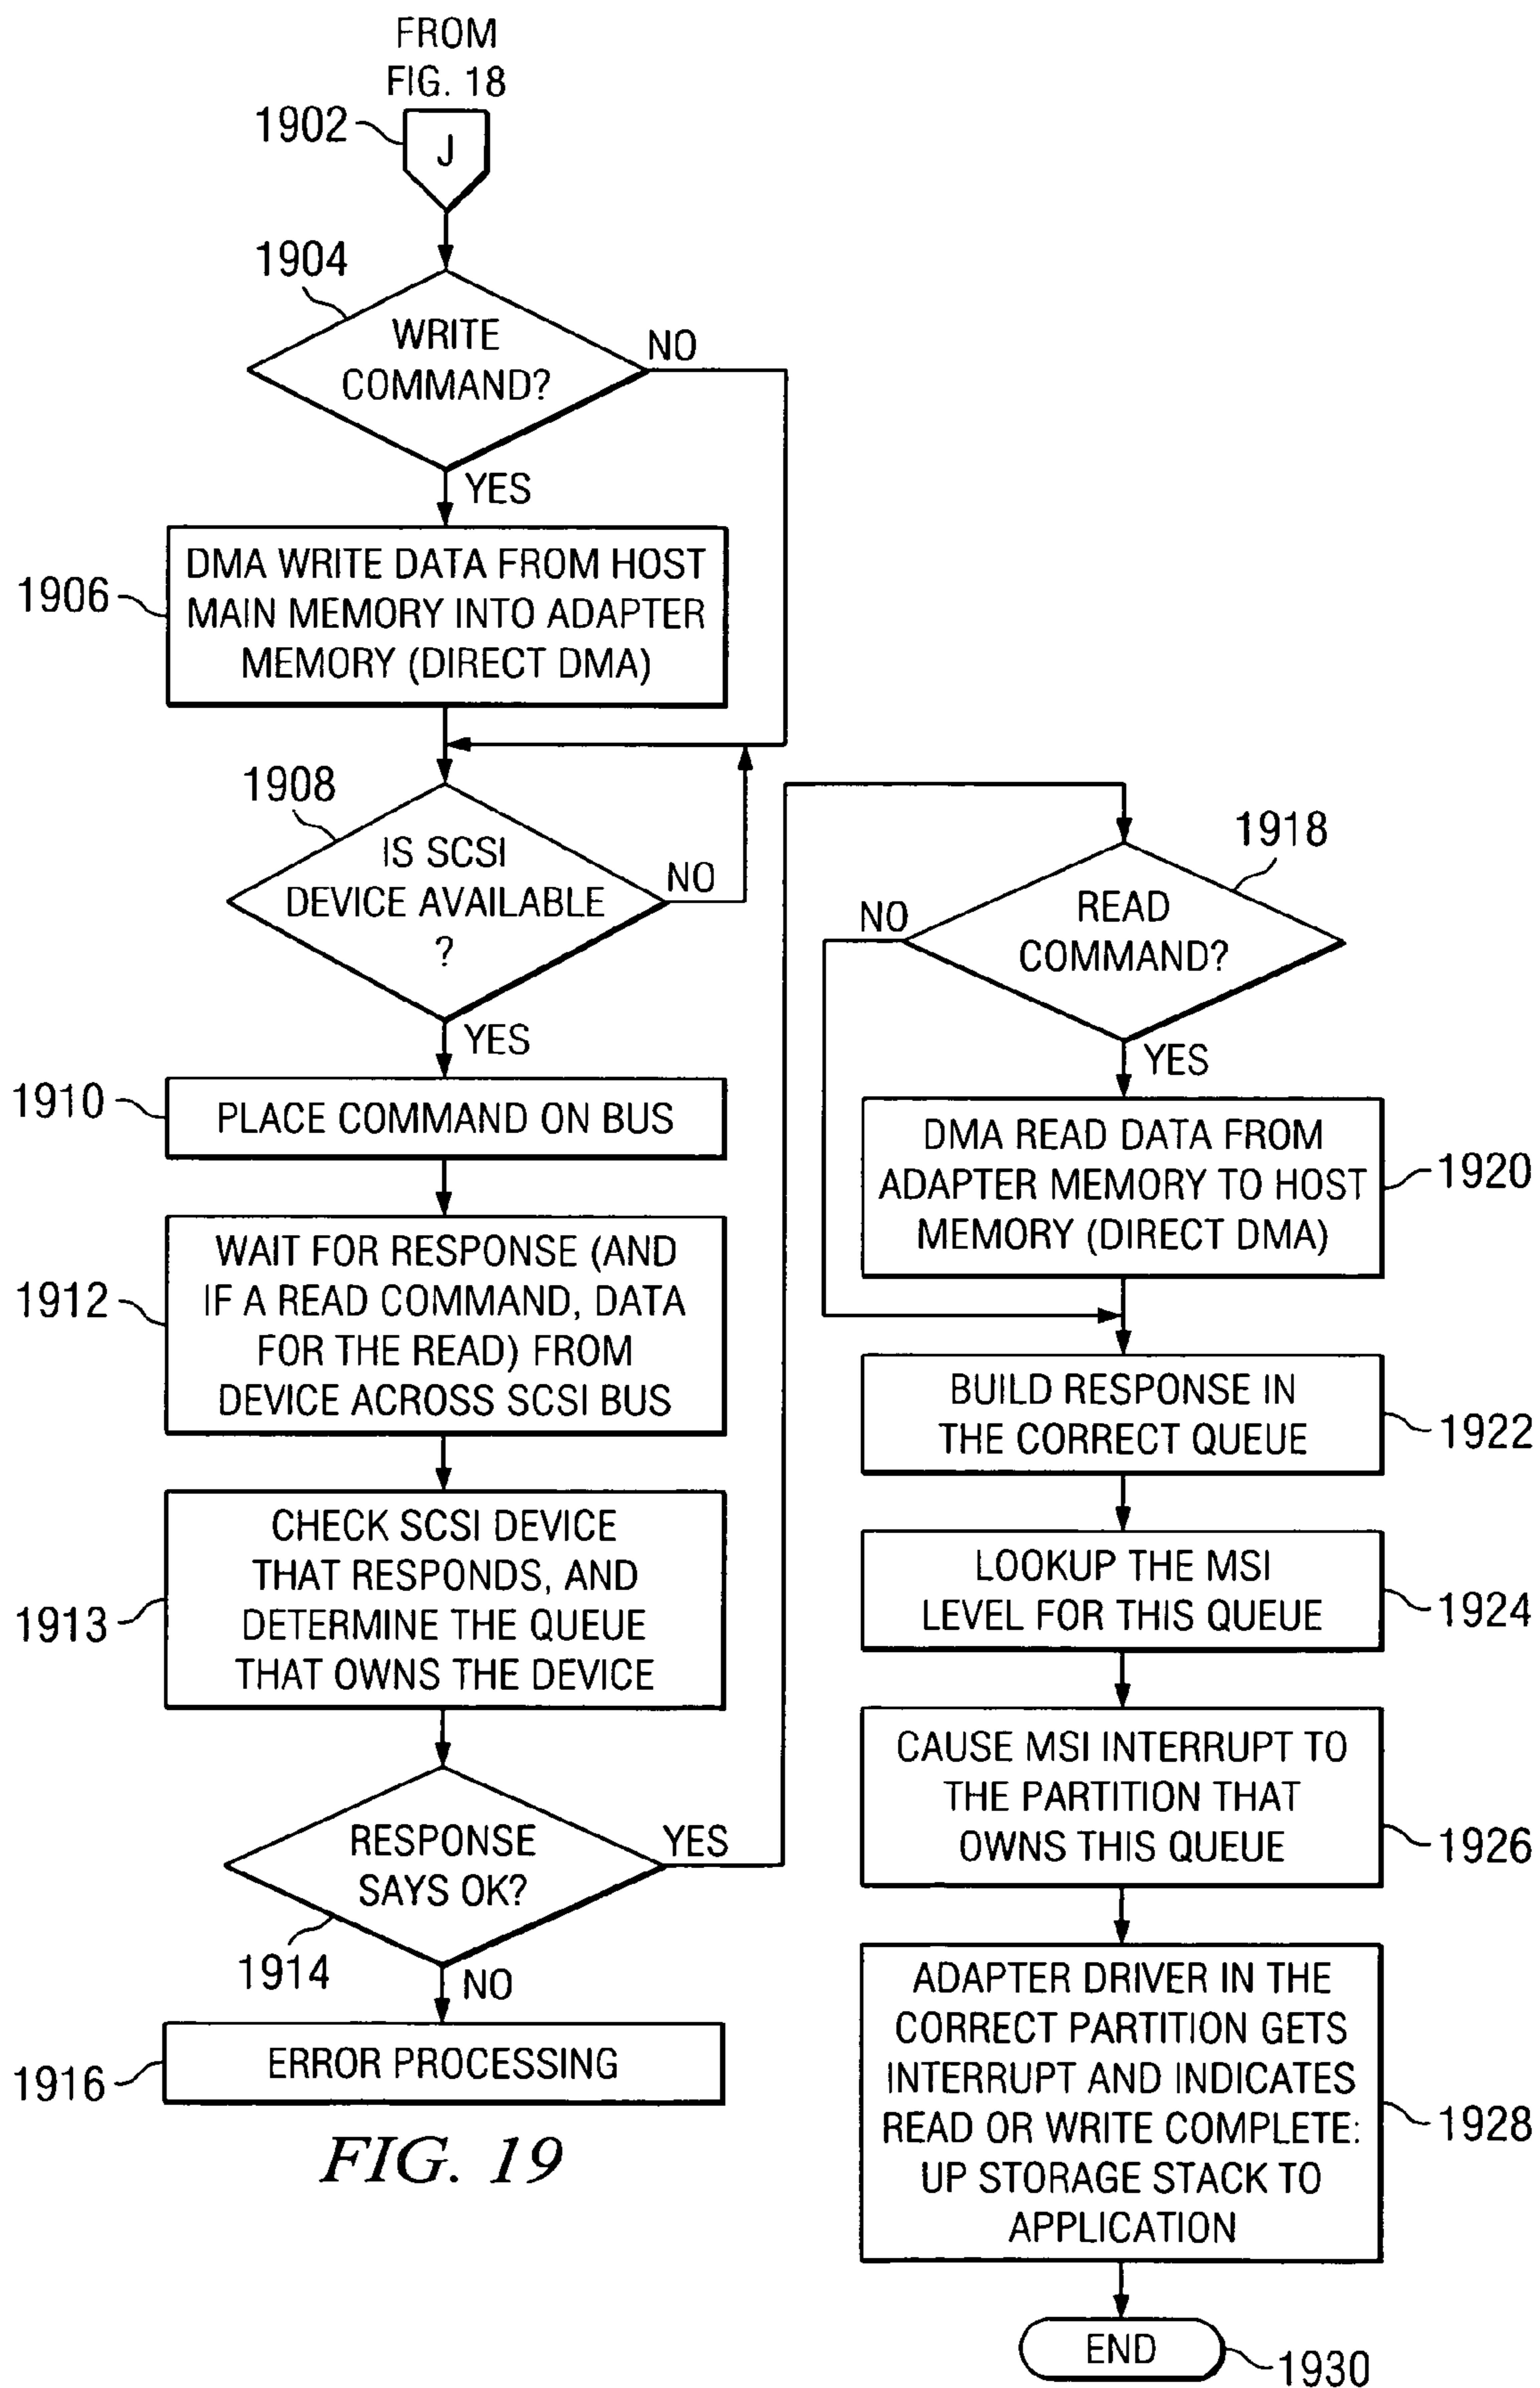 FROM
FIG. 18
1902
J
1904
WRITE
COMMAND?
NO
YES
1906
DMA WRITE DATA FROM HOST
MAIN MEMORY INTO ADAPTER
MEMORY (DIRECT DMA)
1908
IS SCSI
DEVICE AVAILABLE
?
NO
YES
1910
PLACE COMMAND ON BUS
1912
WAIT FOR RESPONSE (AND
IF A READ COMMAND, DATA
FOR THE READ) FROM
DEVICE ACROSS SCSI BUS
1913
CHECK SCSI DEVICE
THAT RESPONDS, AND
DETERMINE THE QUEUE
THAT OWNS THE DEVICE
RESPONSE
SAYS OK?
YES
1914
NO
1916
ERROR PROCESSING
1918
READ
COMMAND?
NO
YES
DMA READ DATA FROM
ADAPTER MEMORY TO HOST
MEMORY (DIRECT DMA)
1920
BUILD RESPONSE IN
THE CORRECT QUEUE
1922
LOOKUP THE MSI
LEVEL FOR THIS QUEUE
1924
CAUSE MSI INTERRUPT TO
THE PARTITION THAT
OWNS THIS QUEUE
1926
ADAPTER DRIVER IN THE
CORRECT PARTITION GETS
INTERRUPT AND INDICATES
READ OR WRITE COMPLETE:
UP STORAGE STACK TO
APPLICATION
1928
END
1930
FIG. 19